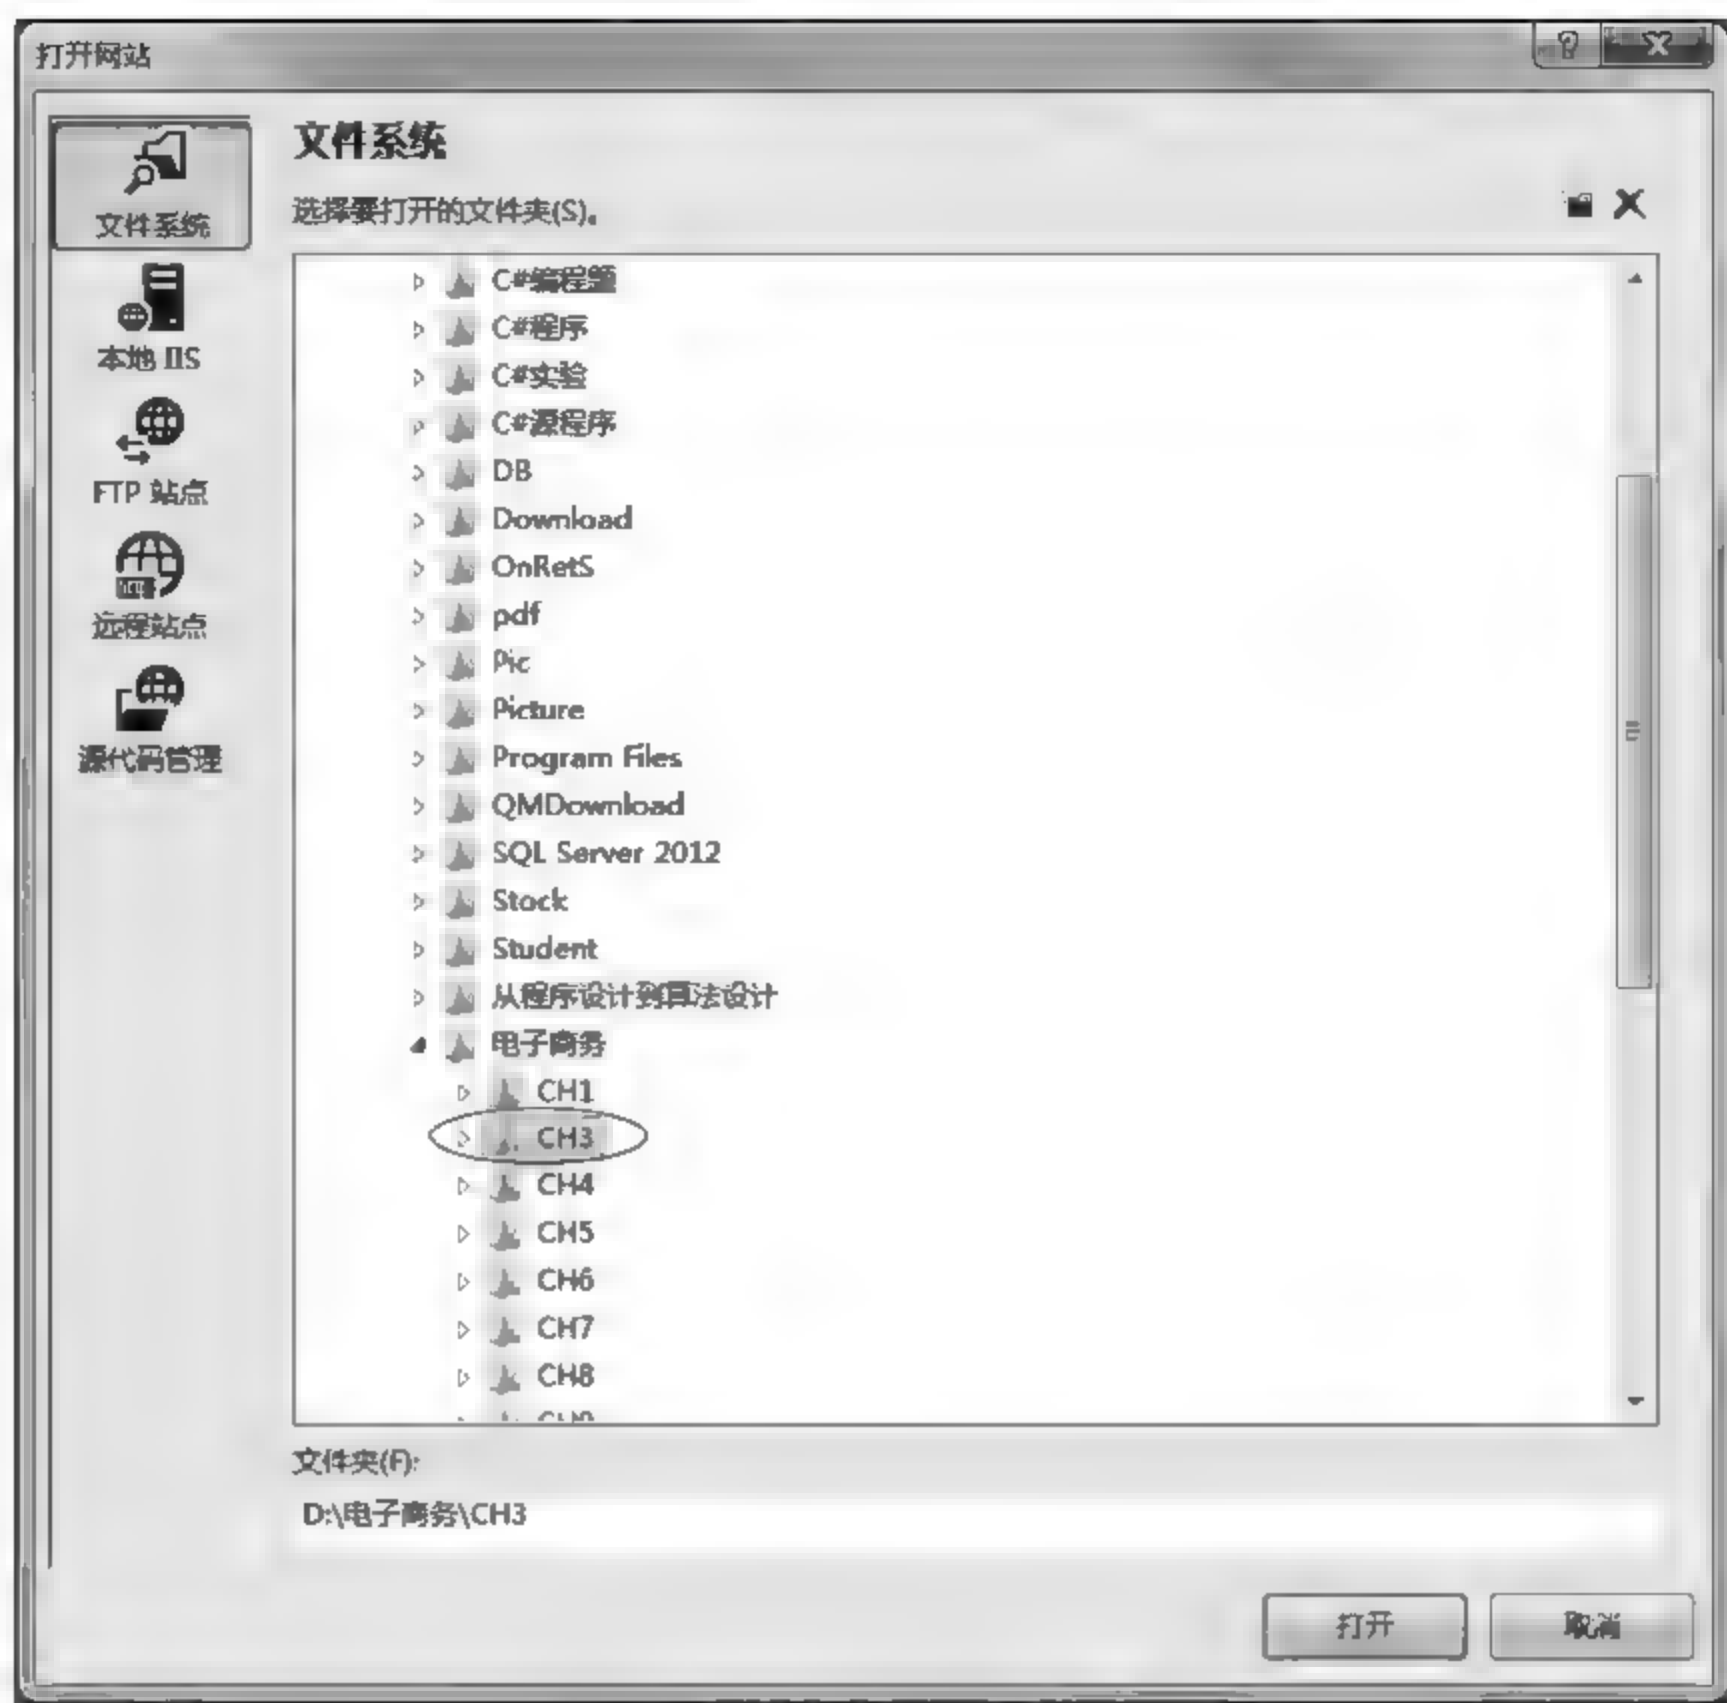 打开网站
文件系统
选择要打开的文件夹(S)。
文件系统
本地 IIS
FTP 站点
远程站点
源代码管理
C#编程题
C#程序
C#实验
C#源程序
DB
Download
OnRetS
pdf
Pic
Picture
Program Files
QMDownload
SQL Server 2012
Stock
Student
从程序设计到算法设计
电子商务
CH1
CH3
CH4
CH5
CH6
CH7
CH8
文件夹(F):
D:\电子商务\CH3
打开
取消